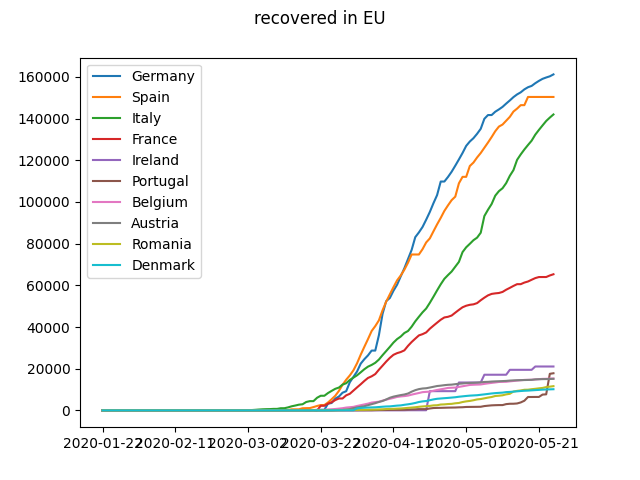 recovered in EU
160000
140000
120000
100000
80000
60000
40000
20000
0
Germany
Spain
Italy
France
Ireland
Portugal
Belgium
Austria
Romania
Denmark
2020-01-22 2020-02-11 2020-03-02 2020-03-22 2020-04-11 2020-05-01 2020-05-21